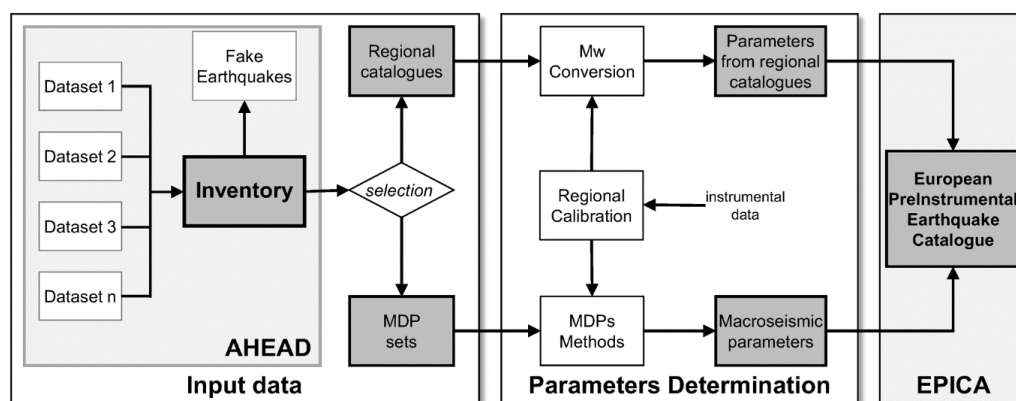 Dataset 1
Dataset 2
Dataset 3
Dataset n
Fake
Earthquakes
Inventory
AHEAD
Regional
catalogues
selection
MDP
sets
Input data
Mw
Conversion
Regional
Calibration
instrumental
data
MDPs
Methods
Parameters
from regional
catalogues
Macroseismic
parameters
Parameters Determination
European
PreInstrumental
Earthquake
Catalogue
EPICA